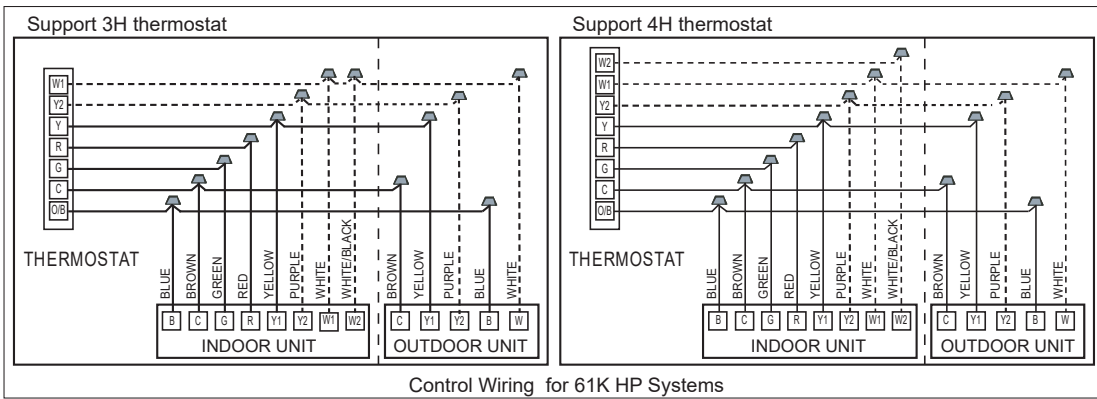 Support 3H thermostat
W1
Y2
Y
R
G
C
O/B
THERMOSTAT
BLUE
BROWN
GREEN
RED
YELLOW
PURPLE
WHITE
WHITE/BLACK
BROWN
YELLOW
PURPLE
BLUE
WHITE
B C G R Y1 Y2 W1 W2
C Y1 Y2 B W
INDOOR UNIT
OUTDOOR UNIT
Support 4H thermostat
W2
W1
Y2
Y
R
G
C
O/B
THERMOSTAT
BLUE
BROWN
GREEN
RED
YELLOW
PURPLE
WHITE
WHITE/BLACK
BROWN
YELLOW
PURPLE
BLUE
WHITE
B C G R Y1 Y2 W1 W2
C Y1 Y2 B W
INDOOR UNIT
OUTDOOR UNIT
Control Wiring for 61K HP Systems